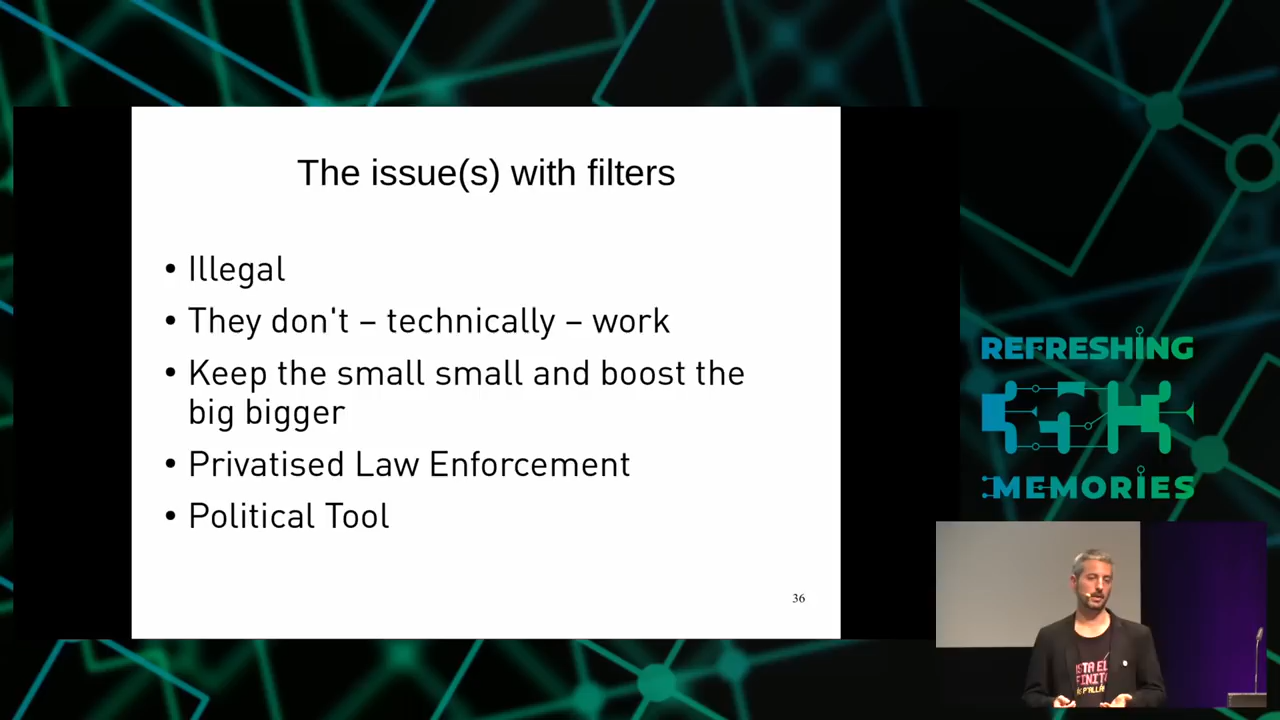 The issue(s) with filters
• Illegal
• They don't – technically – work
• Keep the small small and boost the
big bigger
• Privatised Law Enforcement
• Political Tool
36
REFRESHING
MEMORIES